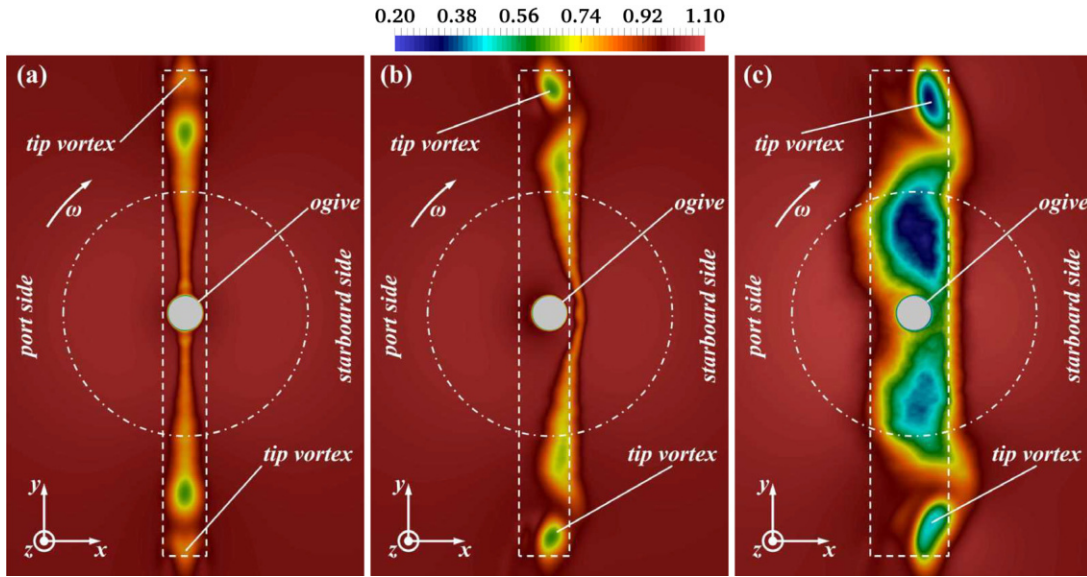 0.20 0.38 0.56 0.74 0.92 1.10
(a)
tip vortex
ω
ogive
port side
starboard side
tip vortex
y
z
x
(b)
tip vortex
ω
ogive
port side
starboard side
tip vortex
y
z
x
(c)
tip vortex
ω
ogive
port side
starboard side
tip vortex
y
z
x